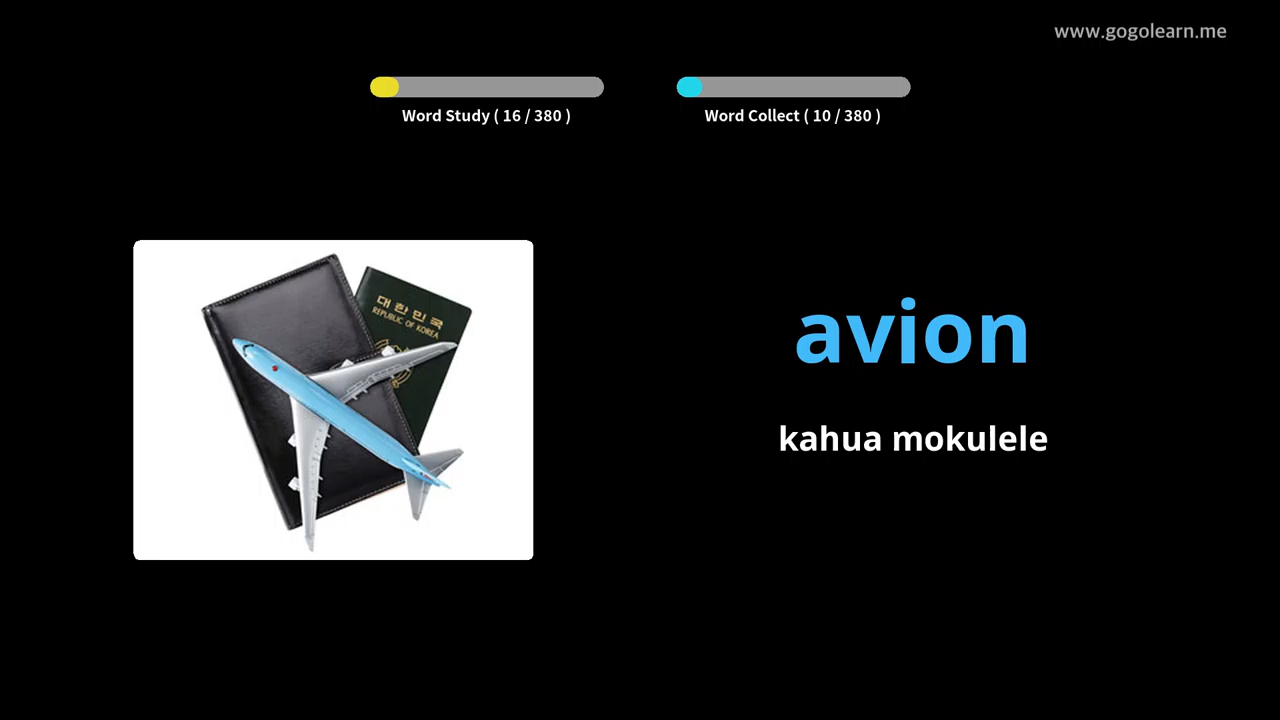 www.gogolearn.me
Word Study ( 16 / 380 )
Word Collect ( 10 / 380 )
대한민국
REPUBLIC OF KOREA
avion
kahua mokulele